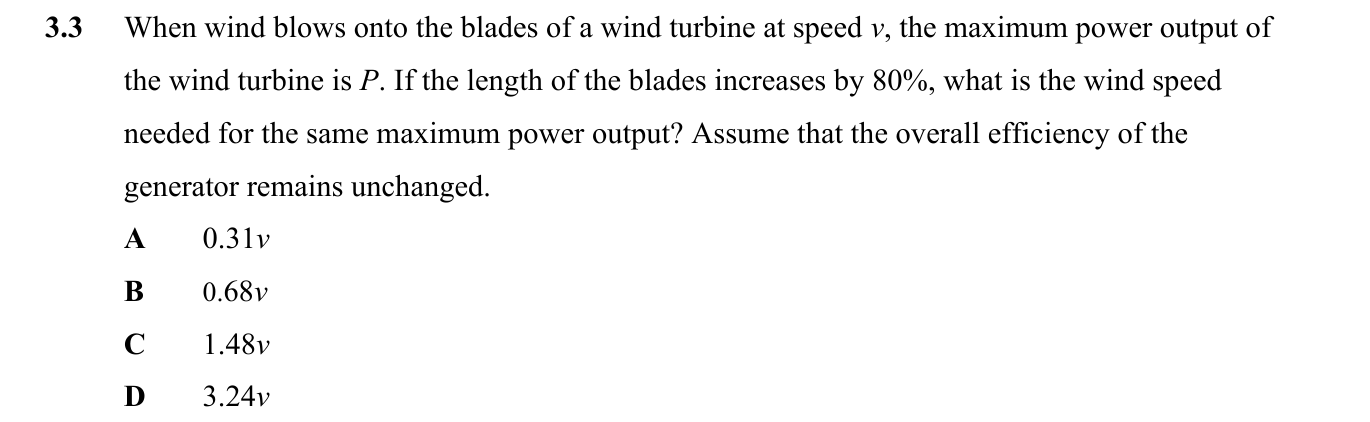 3.3 When wind blows onto the blades of a wind turbine at speed v, the maximum power output of
the wind turbine is P. If the length of the blades increases by 80%, what is the wind speed
needed for the same maximum power output? Assume that the overall efficiency of the
generator remains unchanged.
A 0.31v
B 0.68v
C 1.48v
D 3.24v